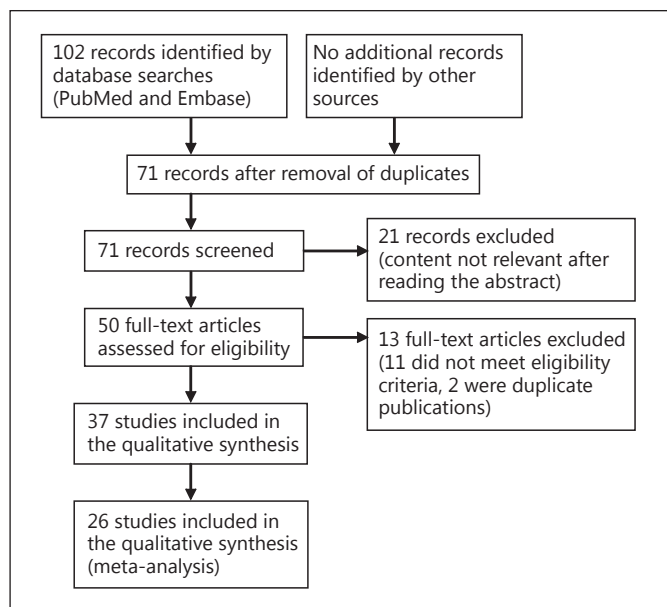 102 records identified by
database searches
(PubMed and Embase)
No additional records
identified by other
sources
71 records after removal of duplicates
71 records screened
21 records excluded
(content not relevant after
reading the abstract)
50 full-text articles
assessed for eligibility
13 full-text articles excluded
(11 did not meet eligibility
criteria, 2 were duplicate
publications)
37 studies included in
the qualitative synthesis
26 studies included in
the qualitative synthesis
(meta-analysis)